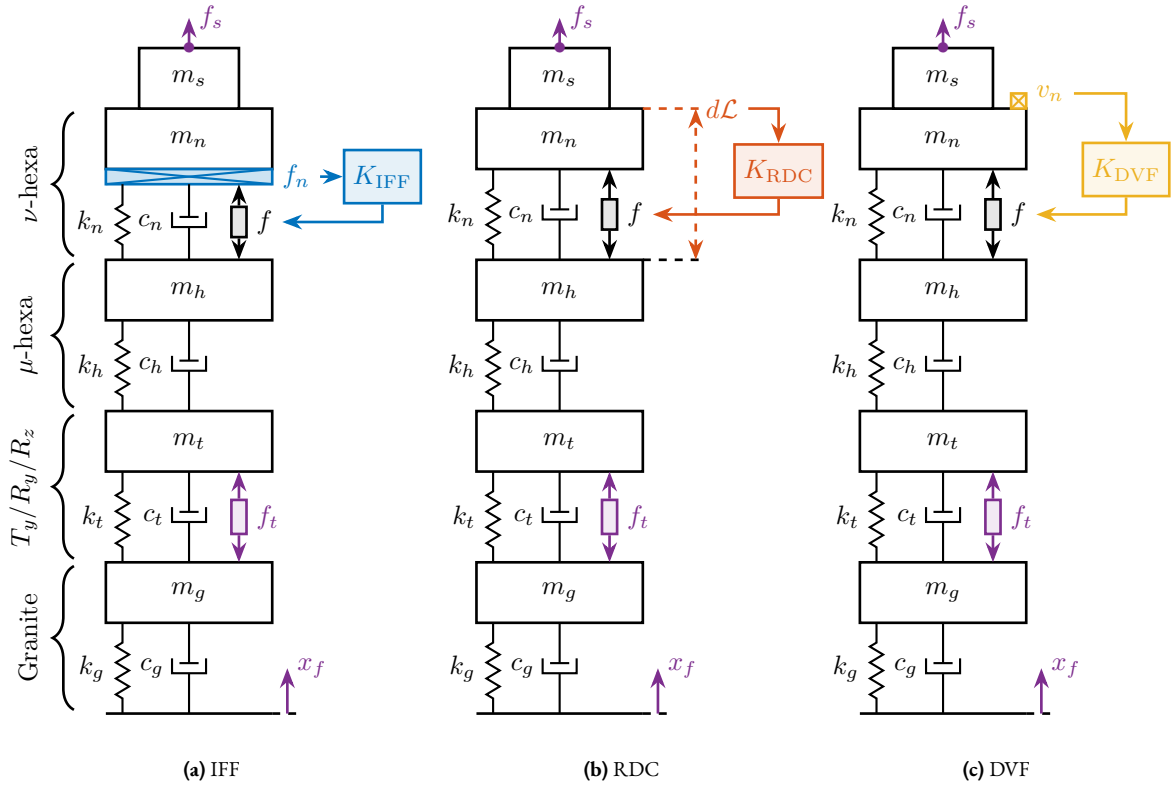 f_s f_s f_s
m_s m_s m_s
dℒ v_n
m_n m_n m_n
ν-hexa
f_n K_IFF K_RDC K_DVF
k_n c_n f k_n c_n f k_n c_n f
m_h m_h m_h
μ-hexa
k_h c_h k_h c_h k_h c_h
m_t m_t m_t
T_y/R_y/R_z
k_t c_t f_t k_t c_t f_t k_t c_t f_t
m_g m_g m_g
Granite
k_g c_g x_f k_g c_g x_f k_g c_g x_f
(a) IFF (b) RDC (c) DVF